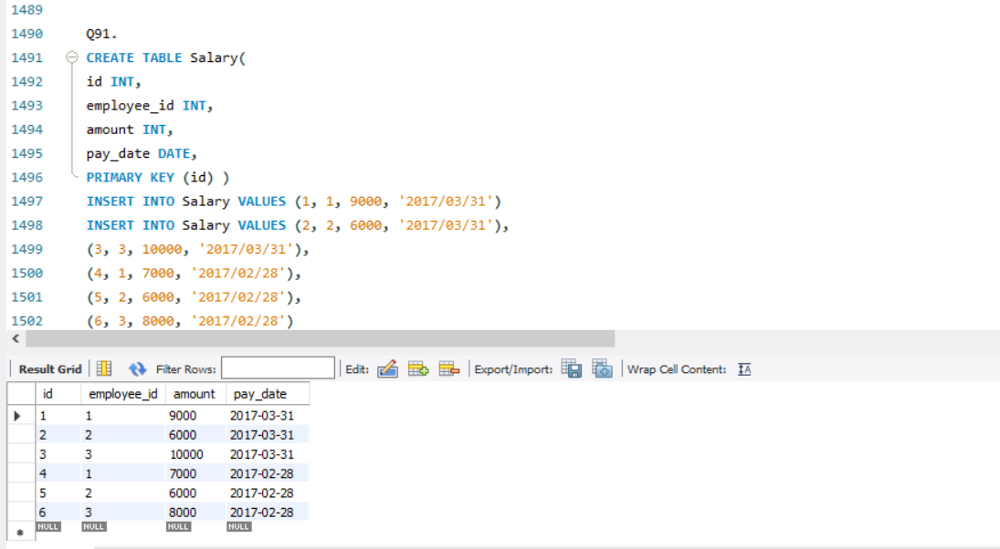 1489
1490 Q91.
1491 CREATE TABLE Salary(
1492 id INT,
1493 employee_id INT,
1494 amount INT,
1495 pay_date DATE,
1496 PRIMARY KEY (id) )
1497 INSERT INTO Salary VALUES (1, 1, 9000, '2017/03/31')
1498 INSERT INTO Salary VALUES (2, 2, 6000, '2017/03/31'),
1499 (3, 3, 10000, '2017/03/31'),
1500 (4, 1, 7000, '2017/02/28'),
1501 (5, 2, 6000, '2017/02/28'),
1502 (6, 3, 8000, '2017/02/28')
Result Grid Filter Rows: Edit: Export/Import: Wrap Cell Content: IA
id employee_id amount pay_date
1 1 9000 2017-03-31
2 2 6000 2017-03-31
3 3 10000 2017-03-31
4 1 7000 2017-02-28
5 2 6000 2017-02-28
6 3 8000 2017-02-28
NULL NULL NULL NULL